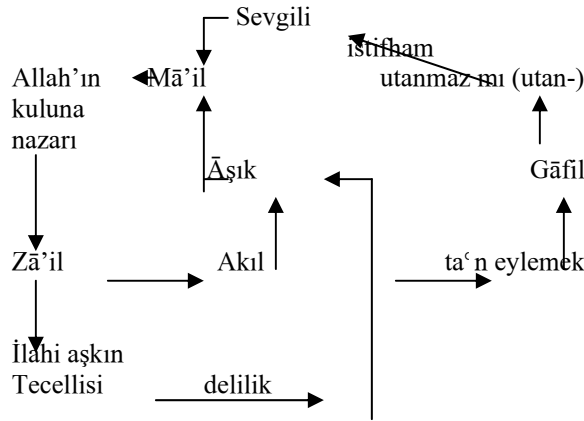 Sevgili
istifham
Allah’ın Mā’il utanmaz mı (utan-)
kuluna
nazarı
Āşık Gāfil
Zā’il Akıl taʿn eylemek
İlahi aşkın
Tecellisi delilik